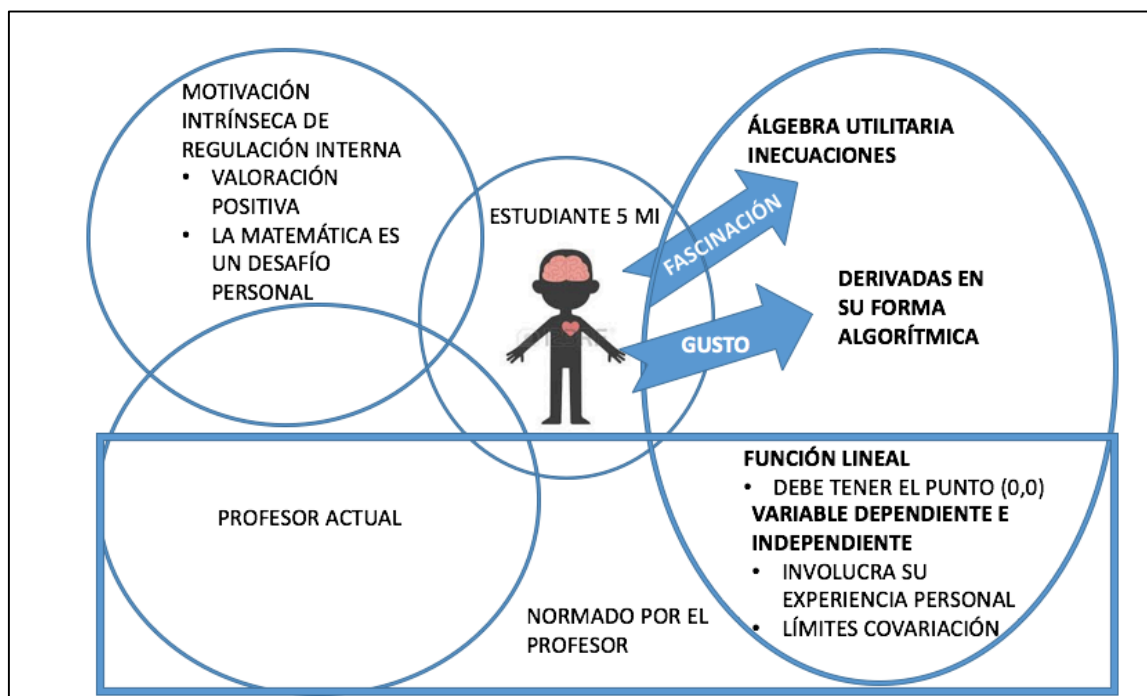 MOTIVACIÓN
INTRÍNSECA DE
REGULACIÓN INTERNA
• VALORACIÓN
POSITIVA
• LA MATEMÁTICA ES
UN DESAFÍO
PERSONAL
ESTUDIANTE 5 MI
FASCINACIÓN
GUSTO
ÁLGEBRA UTILITARIA
INECUACIONES
DERIVADAS EN
SU FORMA
ALGORÍTMICA
PROFESOR ACTUAL
NORMADO POR EL
PROFESOR
FUNCIÓN LINEAL
• DEBE TENER EL PUNTO (0,0)
VARIABLE DEPENDIENTE E
INDEPENDIENTE
• INVOLUCRA SU
EXPERIENCIA PERSONAL
• LÍMITES COVARIACIÓN